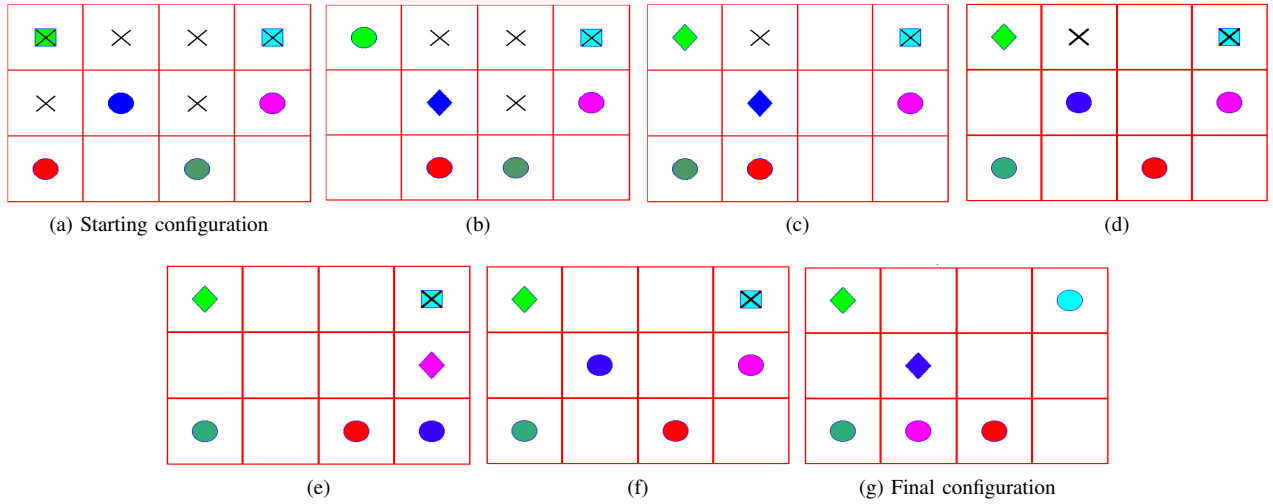 (a) Starting configuration
(b)
(c)
(d)
(e)
(f)
(g) Final configuration